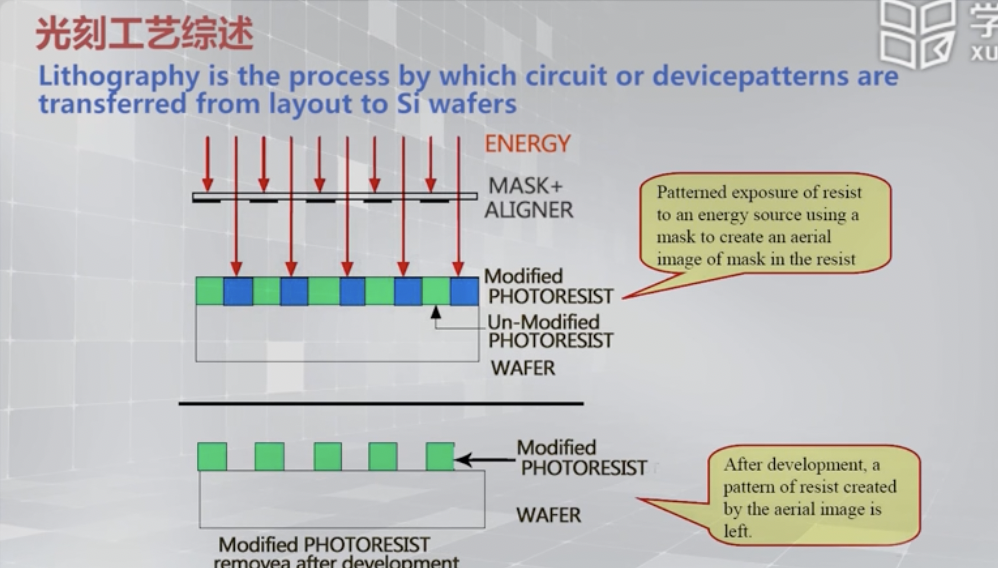 光刻工艺综述
学
xu
Lithography is the process by which circuit or devicepatterns are
transferred from layout to Si wafers
ENERGY
MASK+
ALIGNER
Patterned exposure of resist
to an energy source using a
mask to create an aerial
image of mask in the resist
Modified
PHOTORESIST
Un-Modified
PHOTORESIST
WAFER
Modified
PHOTORESIST
After development, a
pattern of resist created
by the aerial image is
left.
WAFER
Modified PHOTORESIST
removea after development